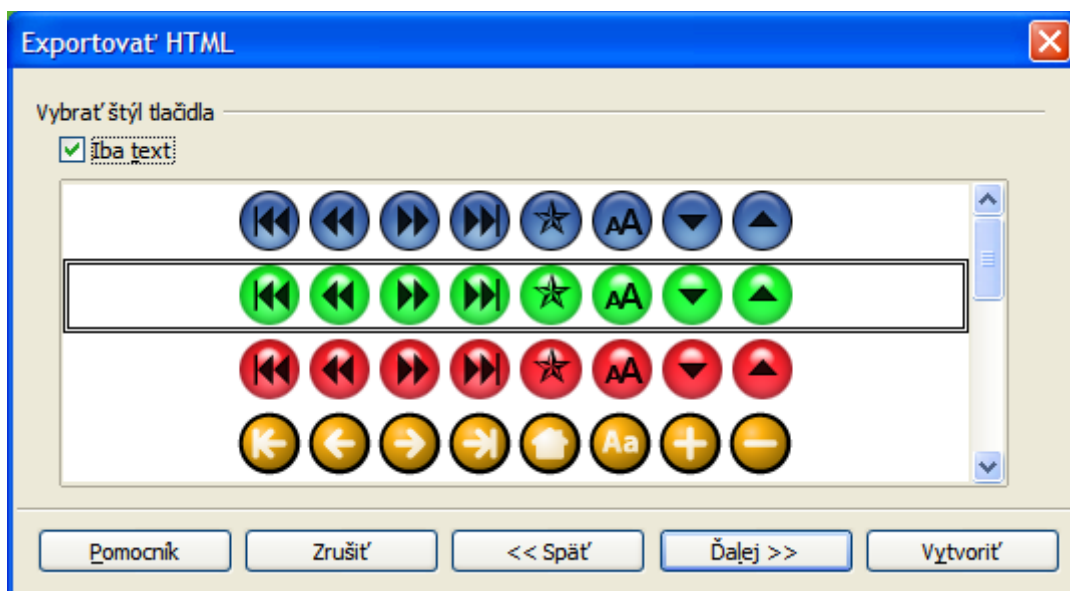 Exportovať HTML
Vybrať štýl tlačidla
Iba text
AA
AA
AA
Aa
Pomocník Zrušiť << Späť Ďalej >> Vytvoriť